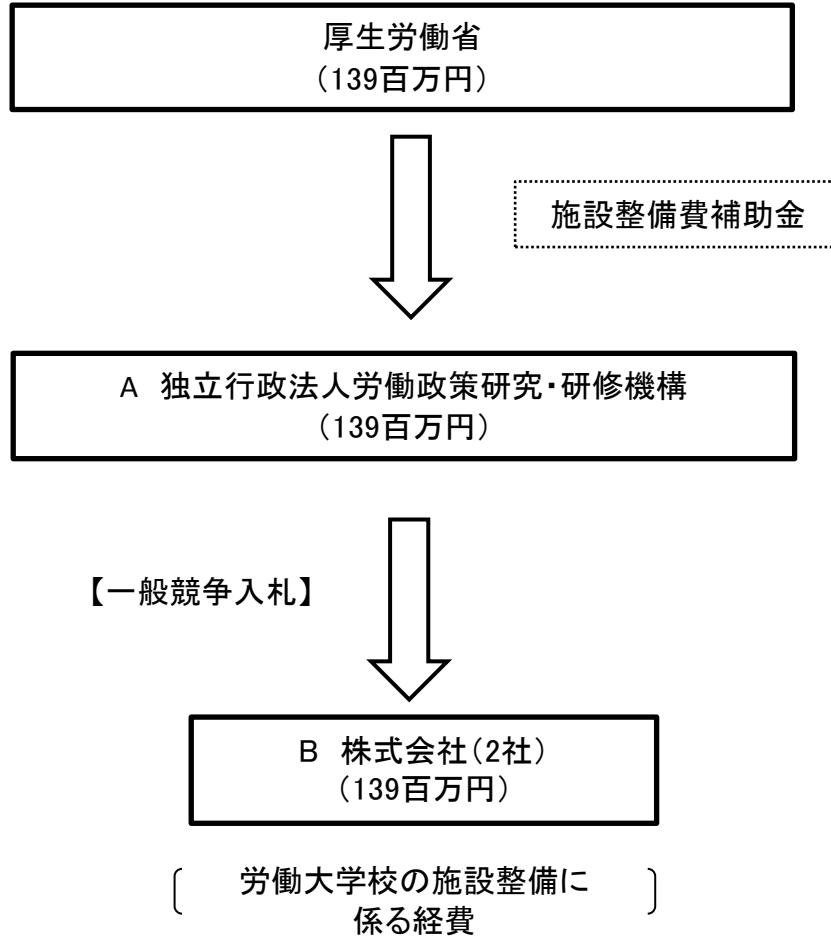 厚生労働省
（139百万円）
施設整備費補助金
A　独立行政法人労働政策研究・研修機構
（139百万円）
【一般競争入札】
B　株式会社（2社）
（139百万円）
労働大学校の施設整備に
係る経費